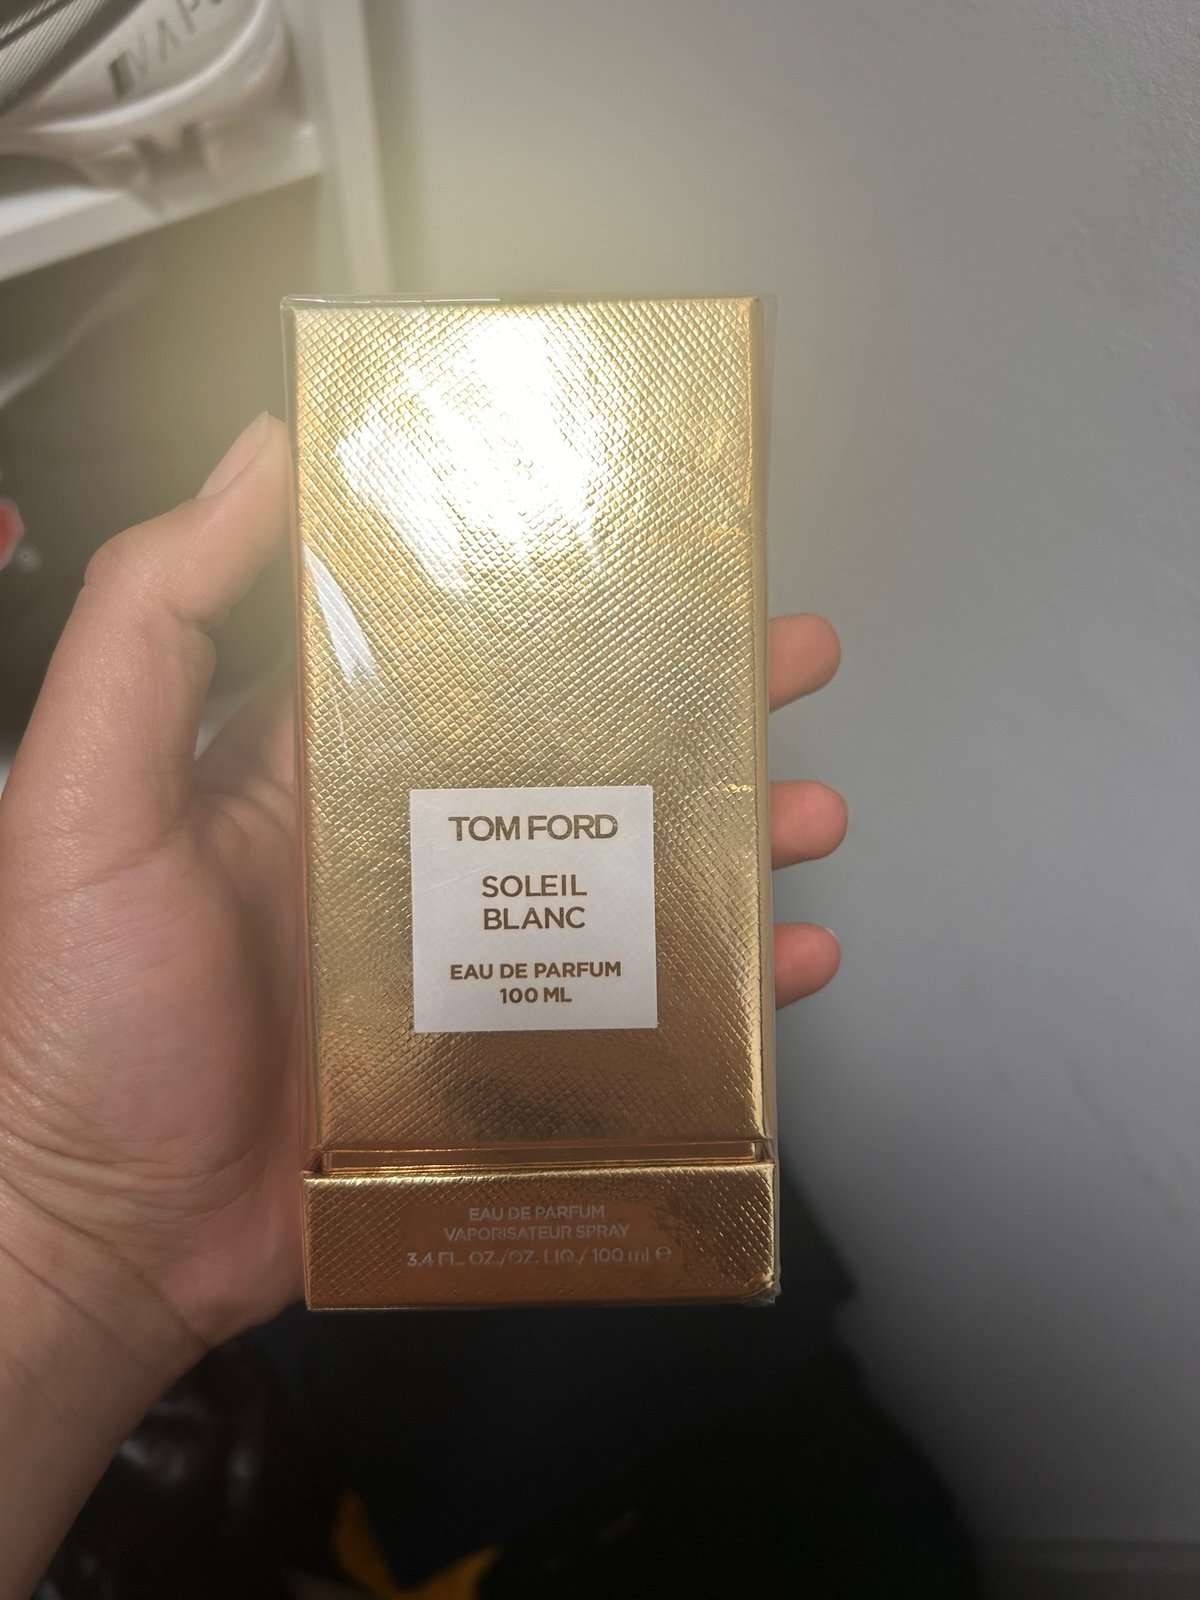 TOM FORD
SOLEIL
BLANC
EAU DE PARFUM
100 ML
EAU DE PARFUM
VAPORISATEUR SPRAY
3.4 FL. OZ./OZ. LIQ./ 100 ml ℮